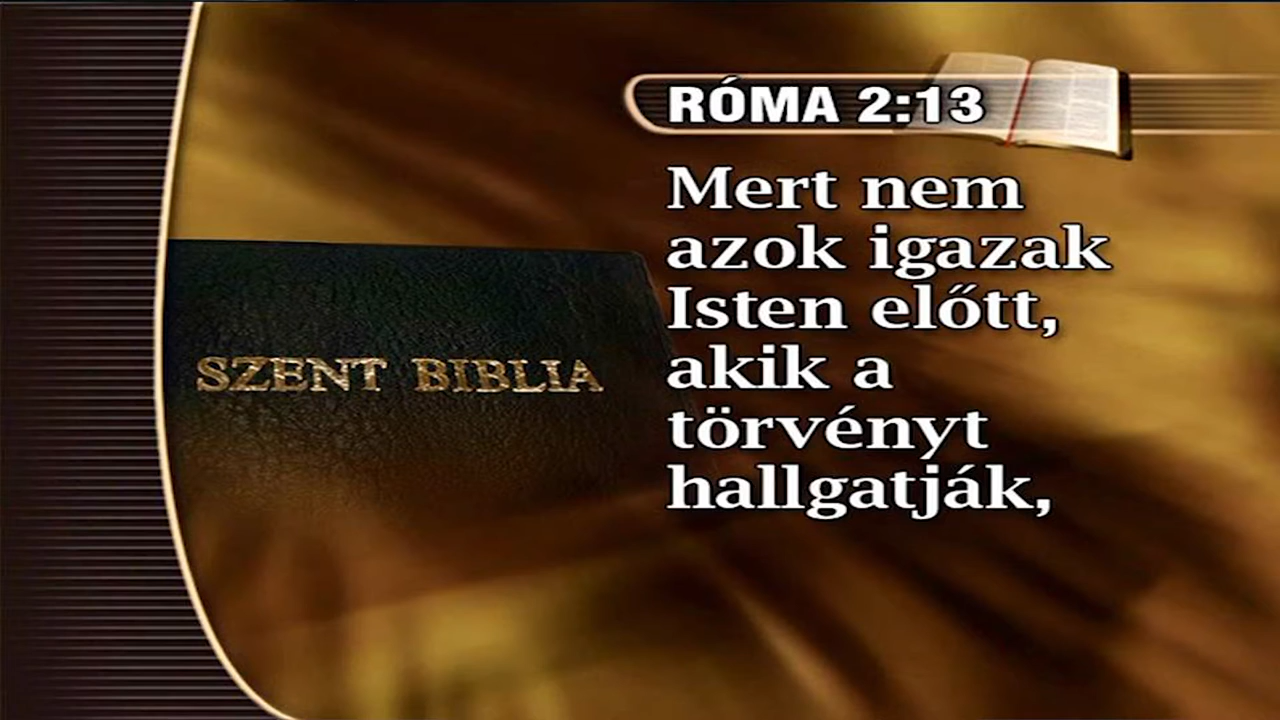 RÓMA 2:13
Mert nem
azok igazak
Isten előtt,
akik a
törvényt
hallgatják,
SZENT BIBLIA